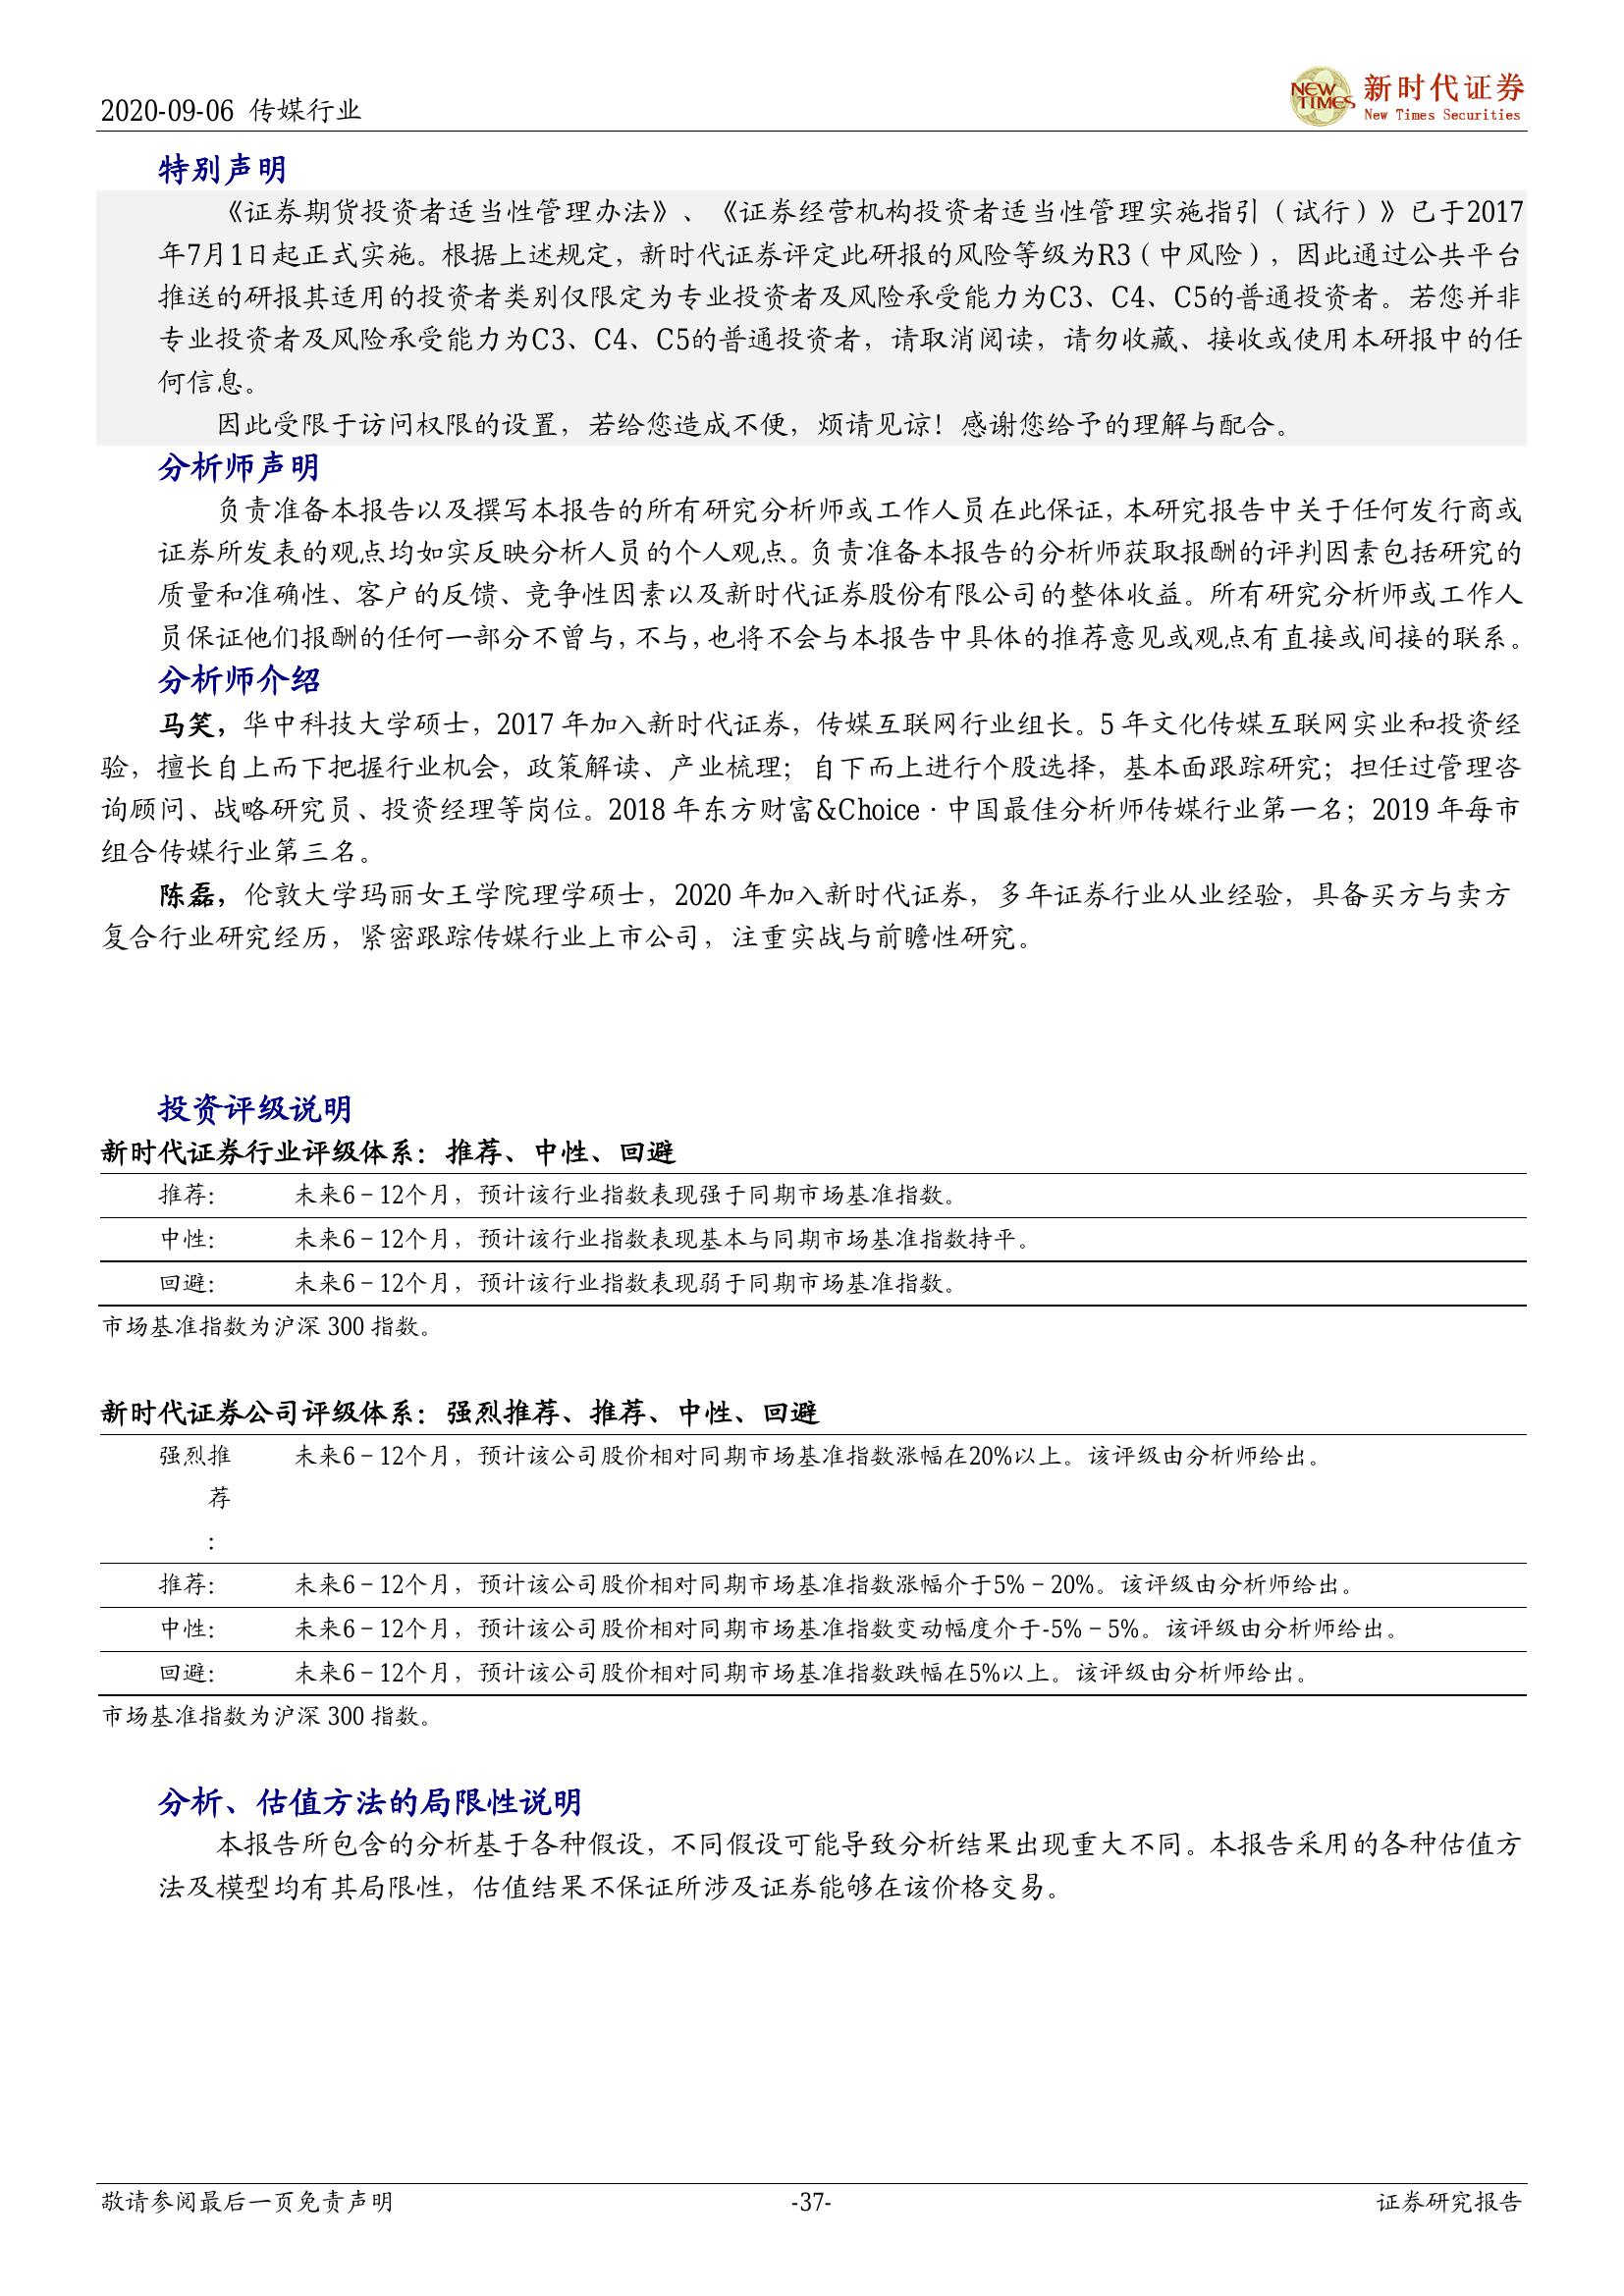 2020-09-06 传媒行业
NEW TIMES 新时代证券
New Times Securities
特别声明
《证券期货投资者适当性管理办法》、《证券经营机构投资者适当性管理实施指引（试行）》已于2017
年7月1日起正式实施。根据上述规定，新时代证券评定此研报的风险等级为R3（中风险），因此通过公共平台
推送的研报其适用的投资者类别仅限定为专业投资者及风险承受能力为C3、C4、C5的普通投资者。若您并非
专业投资者及风险承受能力为C3、C4、C5的普通投资者，请取消阅读，请勿收藏、接收或使用本研报中的任
何信息。
因此受限于访问权限的设置，若给您造成不便，烦请见谅！感谢您给予的理解与配合。
分析师声明
负责准备本报告以及撰写本报告的所有研究分析师或工作人员在此保证，本研究报告中关于任何发行商或
证券所发表的观点均如实反映分析人员的个人观点。负责准备本报告的分析师获取报酬的评判因素包括研究的
质量和准确性、客户的反馈、竞争性因素以及新时代证券股份有限公司的整体收益。所有研究分析师或工作人
员保证他们报酬的任何一部分不曾与，不与，也将不会与本报告中具体的推荐意见或观点有直接或间接的联系。
分析师介绍
马笑，华中科技大学硕士，2017 年加入新时代证券，传媒互联网行业组长。5 年文化传媒互联网实业和投资经
验，擅长自上而下把握行业机会，政策解读、产业梳理；自下而上进行个股选择，基本面跟踪研究；担任过管理咨
询顾问、战略研究员、投资经理等岗位。2018 年东方财富&Choice·中国最佳分析师传媒行业第一名；2019 年每市
组合传媒行业第三名。
陈磊，伦敦大学玛丽女王学院理学硕士，2020 年加入新时代证券，多年证券行业从业经验，具备买方与卖方
复合行业研究经历，紧密跟踪传媒行业上市公司，注重实战与前瞻性研究。
投资评级说明
新时代证券行业评级体系：推荐、中性、回避
推荐： 未来6－12个月，预计该行业指数表现强于同期市场基准指数。
中性： 未来6－12个月，预计该行业指数表现基本与同期市场基准指数持平。
回避： 未来6－12个月，预计该行业指数表现弱于同期市场基准指数。
市场基准指数为沪深 300 指数。
新时代证券公司评级体系：强烈推荐、推荐、中性、回避
强烈推 未来6－12个月，预计该公司股价相对同期市场基准指数涨幅在20%以上。该评级由分析师给出。
荐
：
推荐： 未来6－12个月，预计该公司股价相对同期市场基准指数涨幅介于5%－20%。该评级由分析师给出。
中性： 未来6－12个月，预计该公司股价相对同期市场基准指数变动幅度介于-5%－5%。该评级由分析师给出。
回避： 未来6－12个月，预计该公司股价相对同期市场基准指数跌幅在5%以上。该评级由分析师给出。
市场基准指数为沪深 300 指数。
分析、估值方法的局限性说明
本报告所包含的分析基于各种假设，不同假设可能导致分析结果出现重大不同。本报告采用的各种估值方
法及模型均有其局限性，估值结果不保证所涉及证券能够在该价格交易。
敬请参阅最后一页免责声明 -37- 证券研究报告